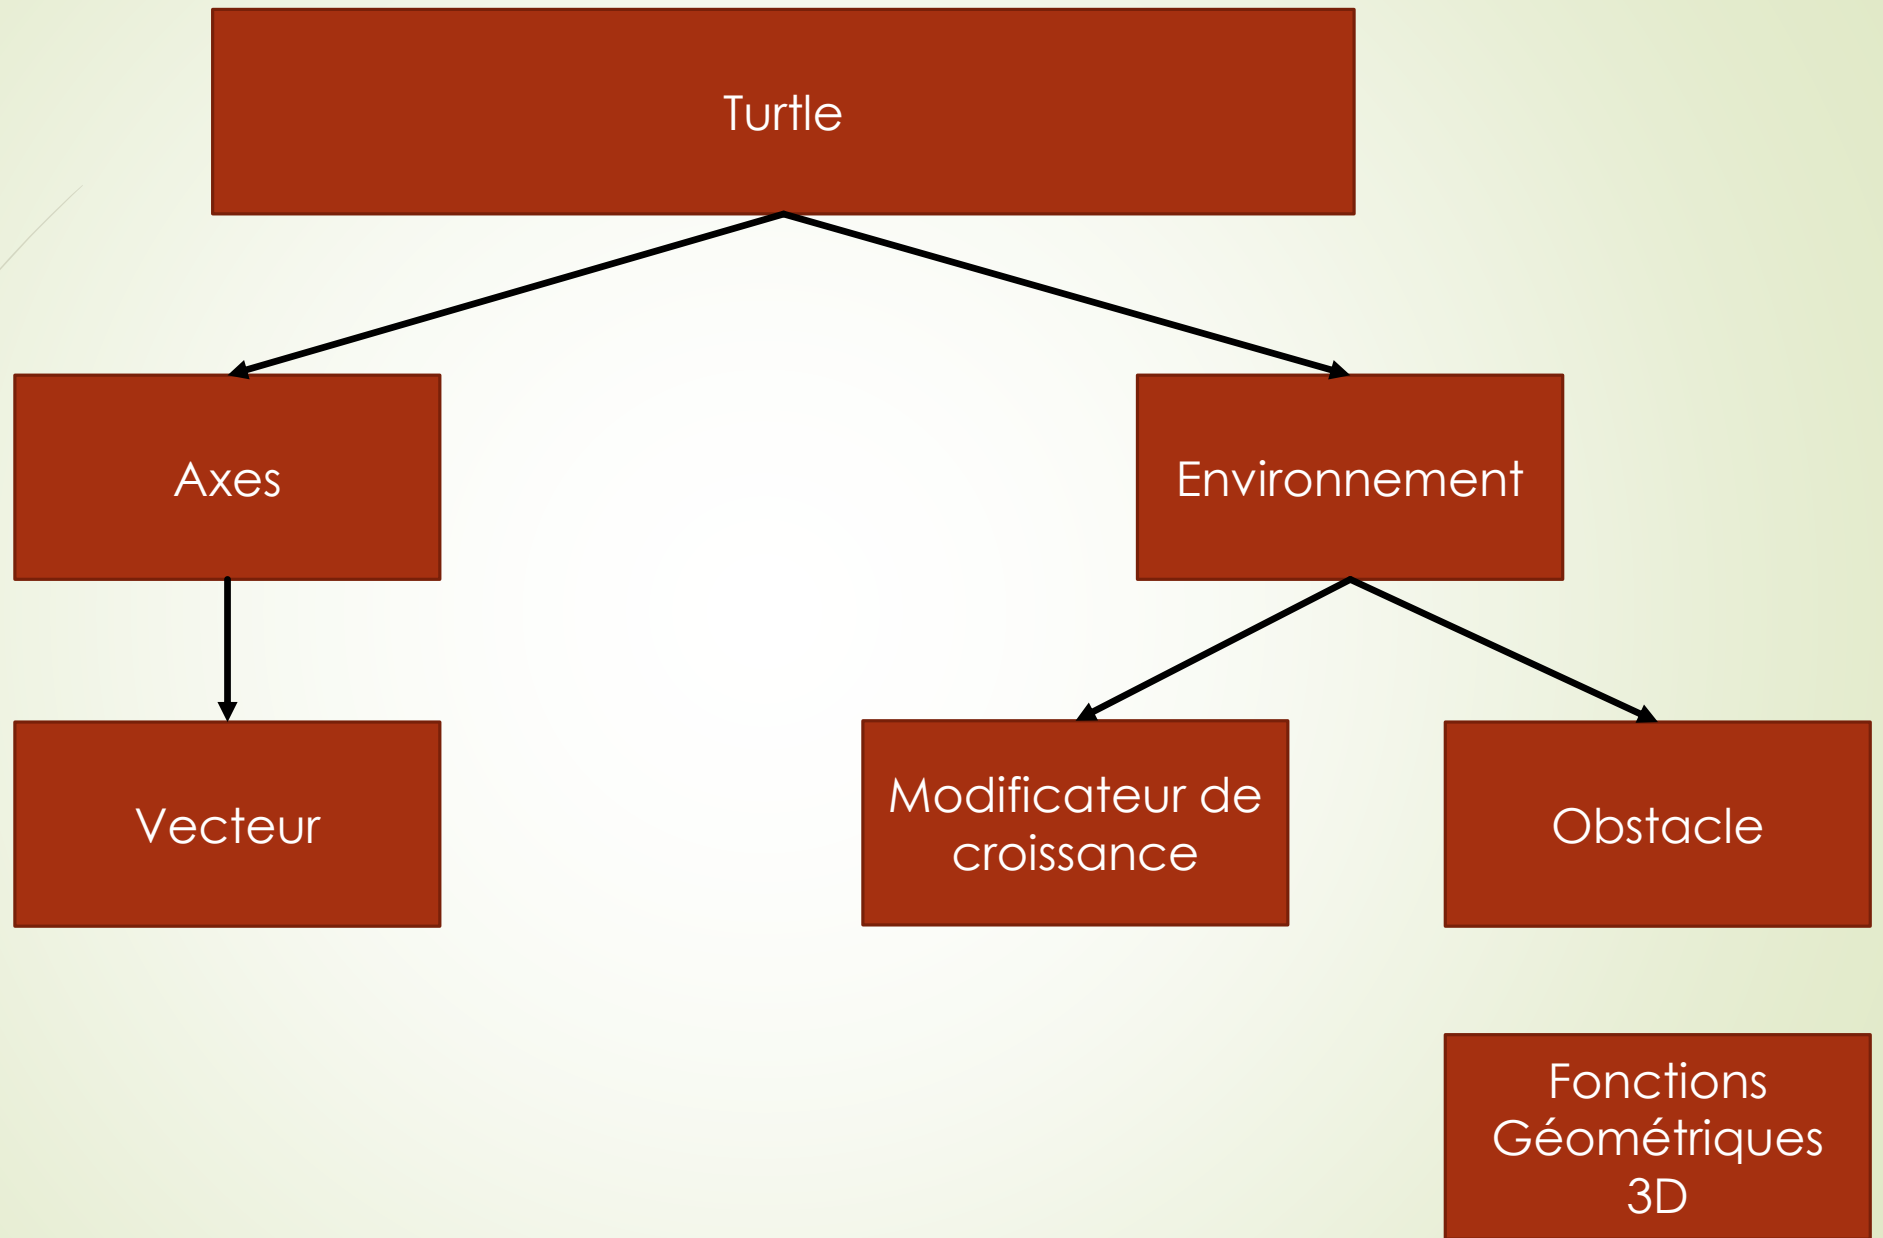 Turtle
Axes
Environnement
Vecteur
Modificateur de
croissance
Obstacle
Fonctions
Géométriques
3D